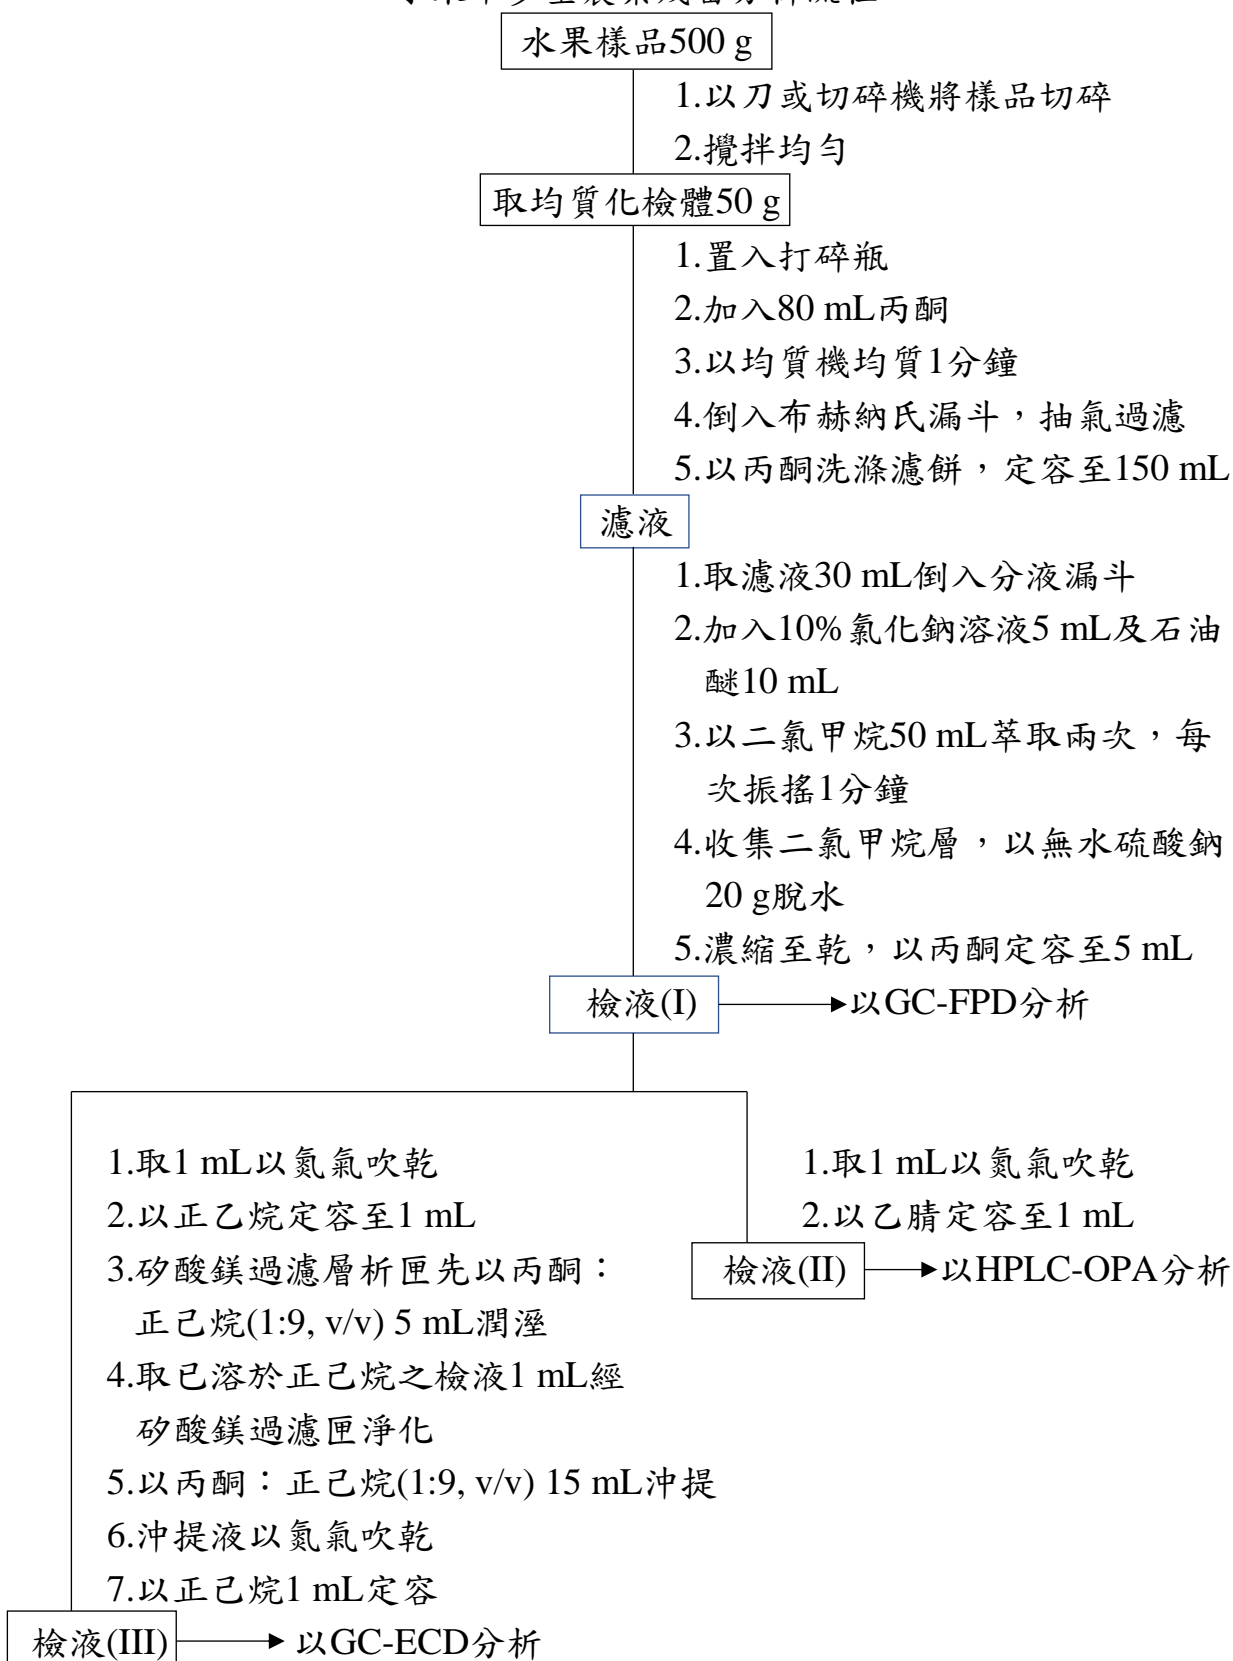 水果樣品500 g
1.以刀或切碎機將樣品切碎
2.攪拌均勻
取均質化檢體50 g
1.置入打碎瓶
2.加入80 mL丙酮
3.以均質機均質1分鐘
4.倒入布赫納氏漏斗，抽氣過濾
5.以丙酮洗滌濾餅，定容至150 mL
濾液
1.取濾液30 mL倒入分液漏斗
2.加入10%氯化鈉溶液5 mL及石油
醚10 mL
3.以二氯甲烷50 mL萃取兩次，每
次振搖1分鐘
4.收集二氯甲烷層，以無水硫酸鈉
20 g脫水
5.濃縮至乾，以丙酮定容至5 mL
檢液(I)
以GC-FPD分析
1.取1 mL以氮氣吹乾
2.以正乙烷定容至1 mL
3.矽酸鎂過濾層析匣先以丙酮：
正己烷(1:9, v/v) 5 mL潤溼
4.取已溶於正己烷之檢液1 mL經
矽酸鎂過濾匣淨化
5.以丙酮：正己烷(1:9, v/v) 15 mL沖提
6.沖提液以氮氣吹乾
7.以正己烷1 mL定容
檢液(III)
以GC-ECD分析
1.取1 mL以氮氣吹乾
2.以乙腈定容至1 mL
檢液(II)
以HPLC-OPA分析